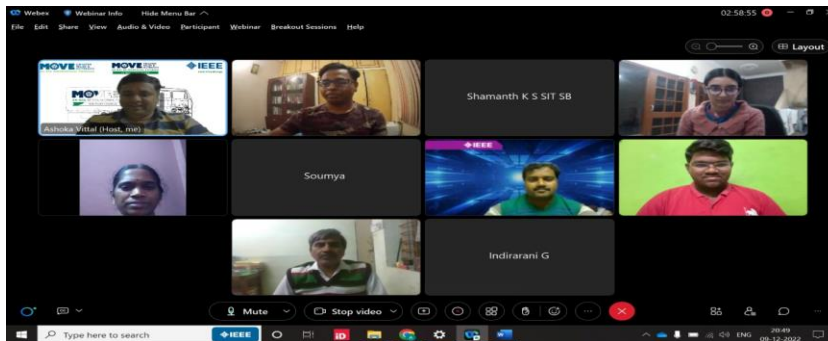 Webex Webinar Info Hide Menu Bar 02:58:55
File Edit Share View Audio & Video Participant Webinar Breakout Sessions Help
Layout
MOVE MOVE IEEE
MOVE
Ashoka Vittal (Host, me)
Shamanth K S SIT SB
Soumya
IEEE
Indirarani G
Mute Stop video
Type here to search IEEE iD W ENG 20:49
09-12-2022